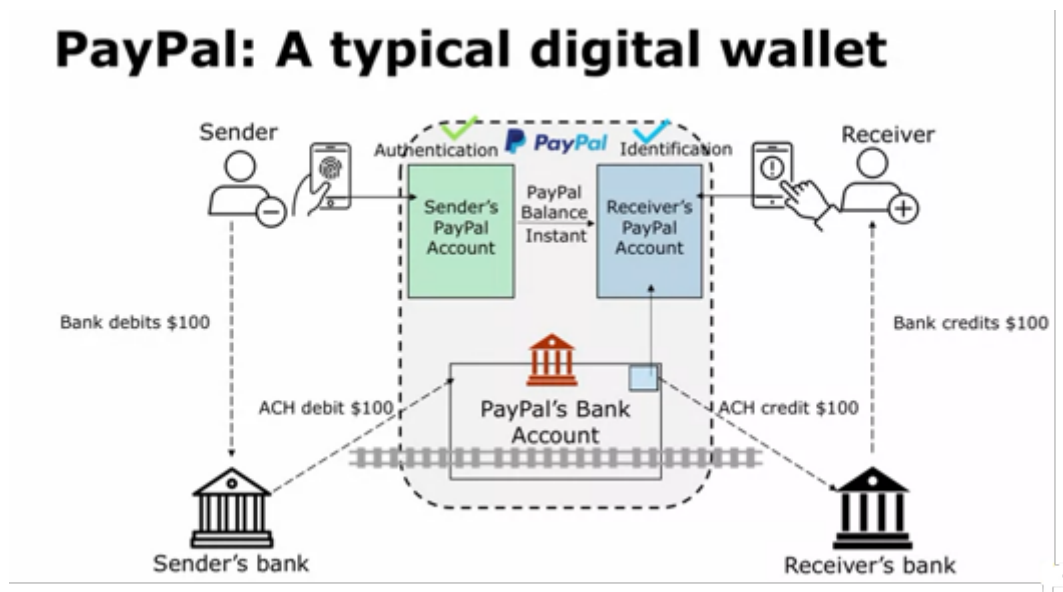 PayPal: A typical digital wallet
Sender
Receiver
Authentication
PayPal
Identification
Sender's
PayPal
Account
PayPal
Balance
Instant
Receiver's
PayPal
Account
Bank debits $100
Bank credits $100
ACH debit $100
PayPal's Bank
Account
ACH credit $100
Sender's bank
Receiver's bank